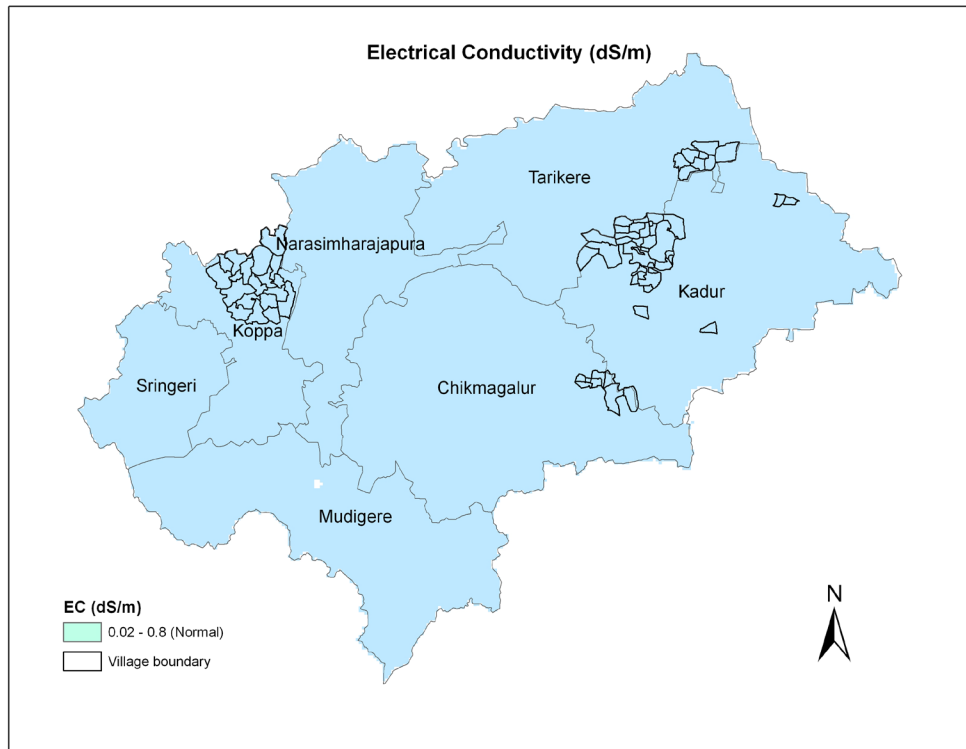 Electrical Conductivity (dS/m)
Tarikere
Narasimharajapura
Kadur
Koppa
Sringeri
Chikmagalur
Mudigere
EC (dS/m)
0.02 - 0.8 (Normal)
Village boundary
N